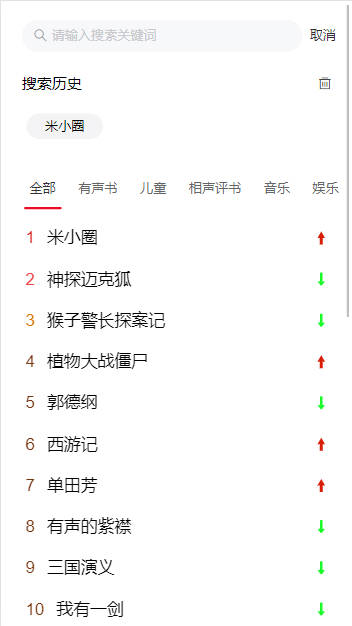 请输入搜索关键词 取消
搜索历史
米小圈
全部 有声书 儿童 相声评书 音乐 娱乐
1 米小圈
2 神探迈克狐
3 猴子警长探案记
4 植物大战僵尸
5 郭德纲
6 西游记
7 单田芳
8 有声的紫襟
9 三国演义
10 我有一剑